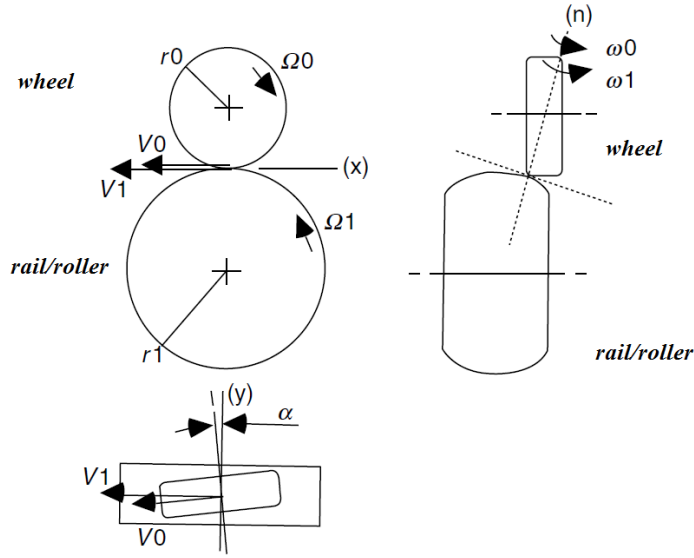 r0
Ω0
wheel
V0
V1
(x)
Ω1
rail/roller
r1
(n)
ω0
ω1
wheel
rail/roller
(y)
α
V1
V0